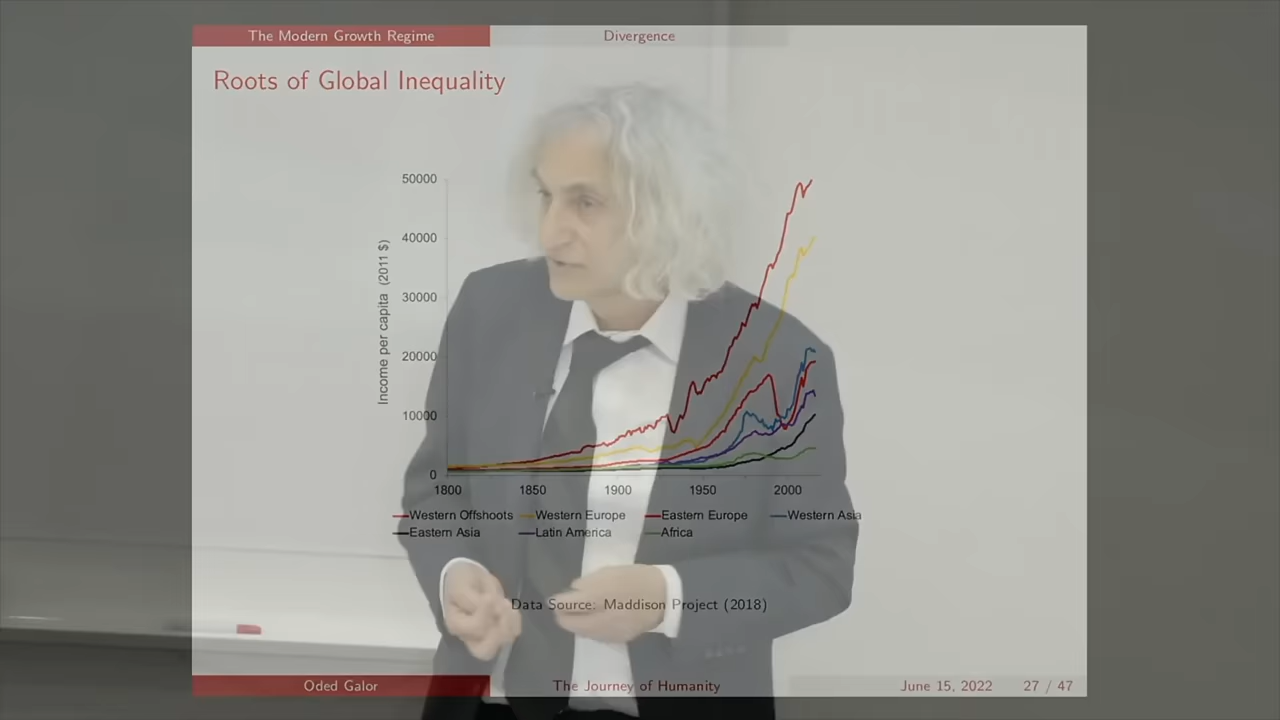 The Modern Growth Regime
Divergence
Roots of Global Inequality
50000
40000
30000
20000
10000
0
Income per capita (2011 $)
1800 1850 1900 1950 2000
Western Offshoots Western Europe Eastern Europe Western Asia
Eastern Asia Latin America Africa
Data Source: Maddison Project (2018)
Oded Galor
The Journey of Humanity
June 15, 2022 27 / 47